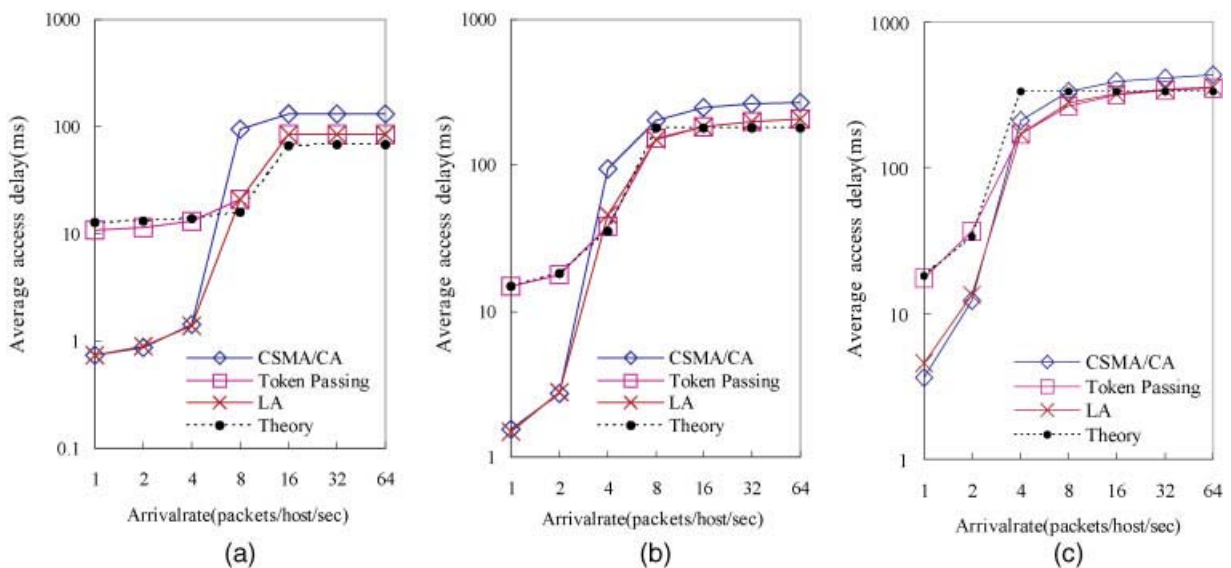 1000
100
10
1
0.1
Average access delay(ms)
CSMA/CA
Token Passing
LA
Theory
1 2 4 8 16 32 64
Arrivalrate(packets/host/sec)
(a)
1000
100
10
1
Average access delay(ms)
CSMA/CA
Token Passing
LA
Theory
1 2 4 8 16 32 64
Arrivalrate(packets/host/sec)
(b)
1000
100
10
1
Average access delay(ms)
CSMA/CA
Token Passing
LA
Theory
1 2 4 8 16 32 64
Arrivalrate(packets/host/sec)
(c)